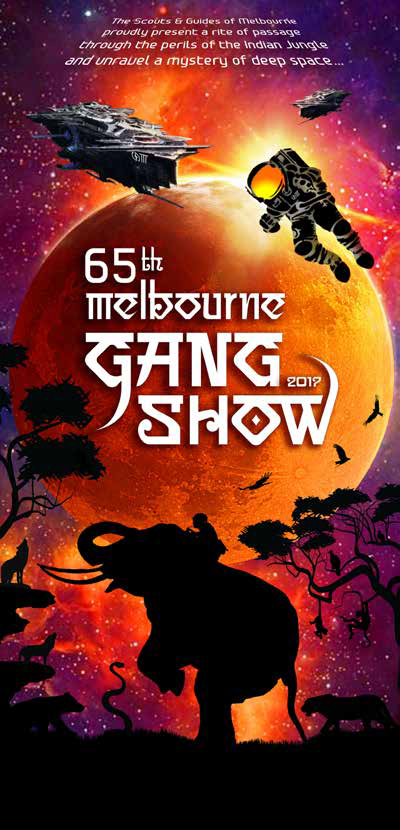 The Scouts & Guides of Melbourne
proudly present a rite of passage
through the perils of the Indian Jungle
and unravel a mystery of deep space...
65th
melbourne
GANG
2017
SHOW